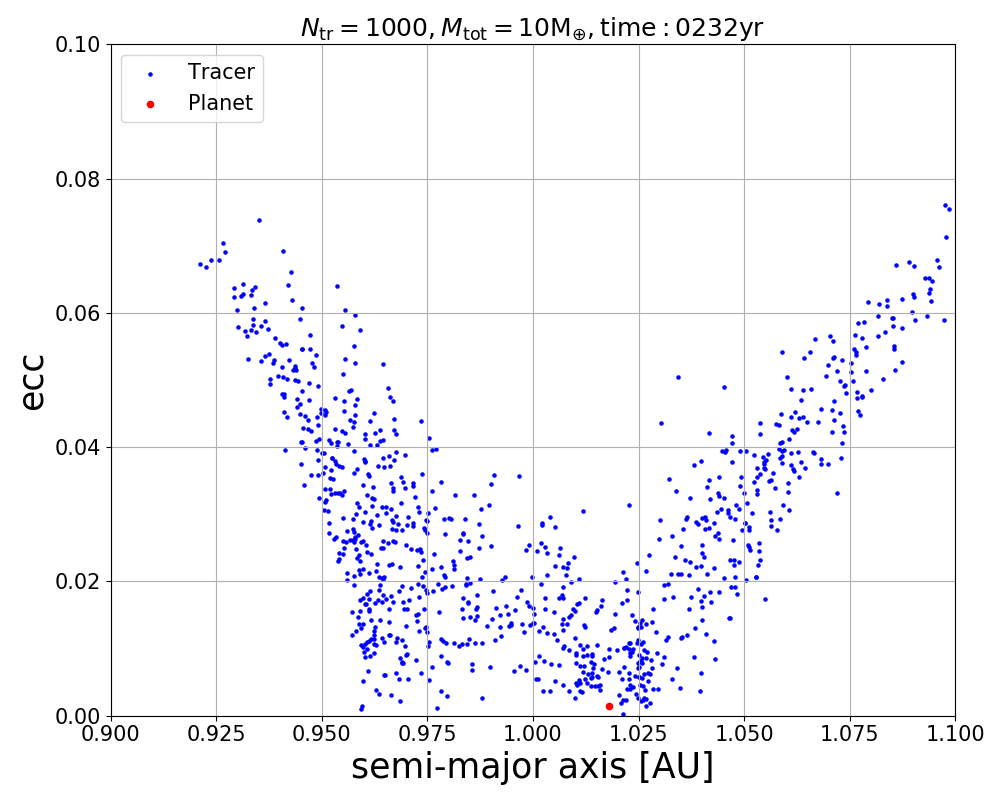 N_tr = 1000, M_tot = 10M_⊕, time : 0232yr
Tracer
Planet
0.10
0.08
0.06
0.04
0.02
0.00
ecc
0.900 0.925 0.950 0.975 1.000 1.025 1.050 1.075 1.100
semi-major axis [AU]